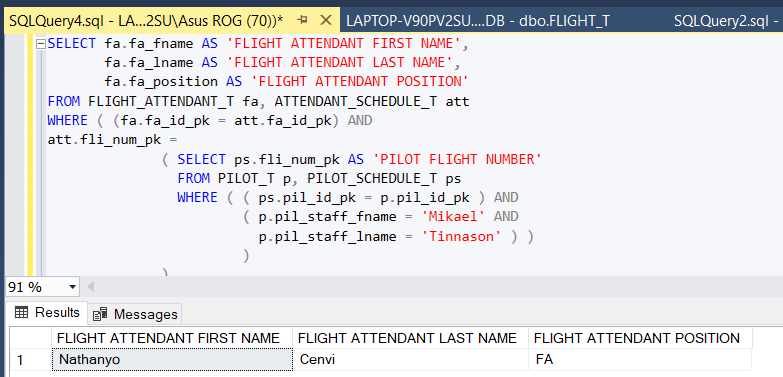 SQLQuery4.sql - LA...2SU\Asus ROG (70))* LAPTOP-V90PV2SU....DB - dbo.FLIGHT_T SQLQuery2.sql -
SELECT fa.fa_fname AS 'FLIGHT ATTENDANT FIRST NAME',
fa.fa_lname AS 'FLIGHT ATTENDANT LAST NAME',
fa.fa_position AS 'FLIGHT ATTENDANT POSITION'
FROM FLIGHT_ATTENDANT_T fa, ATTENDANT_SCHEDULE_T att
WHERE ( (fa.fa_id_pk = att.fa_id_pk) AND
att.fli_num_pk =
( SELECT ps.fli_num_pk AS 'PILOT FLIGHT NUMBER'
FROM PILOT_T p, PILOT_SCHEDULE_T ps
WHERE ( ( ps.pil_id_pk = p.pil_id_pk ) AND
( p.pil_staff_fname = 'Mikael' AND
p.pil_staff_lname = 'Tinnason' ) )
)
)
91 %
Results Messages
FLIGHT ATTENDANT FIRST NAME FLIGHT ATTENDANT LAST NAME FLIGHT ATTENDANT POSITION
1 Nathanyo Cenvi FA